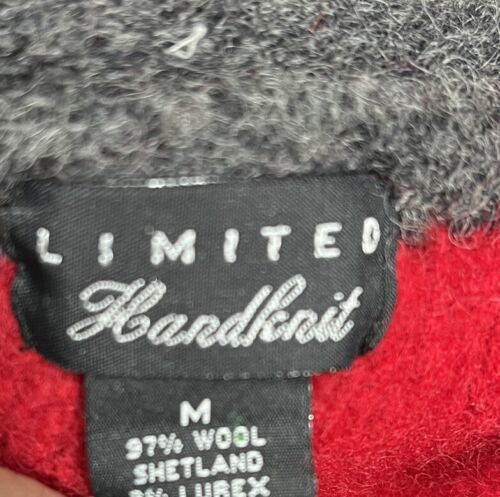 LIMITED
Handknit
M
97% WOOL
SHETLAND
3% LUREX